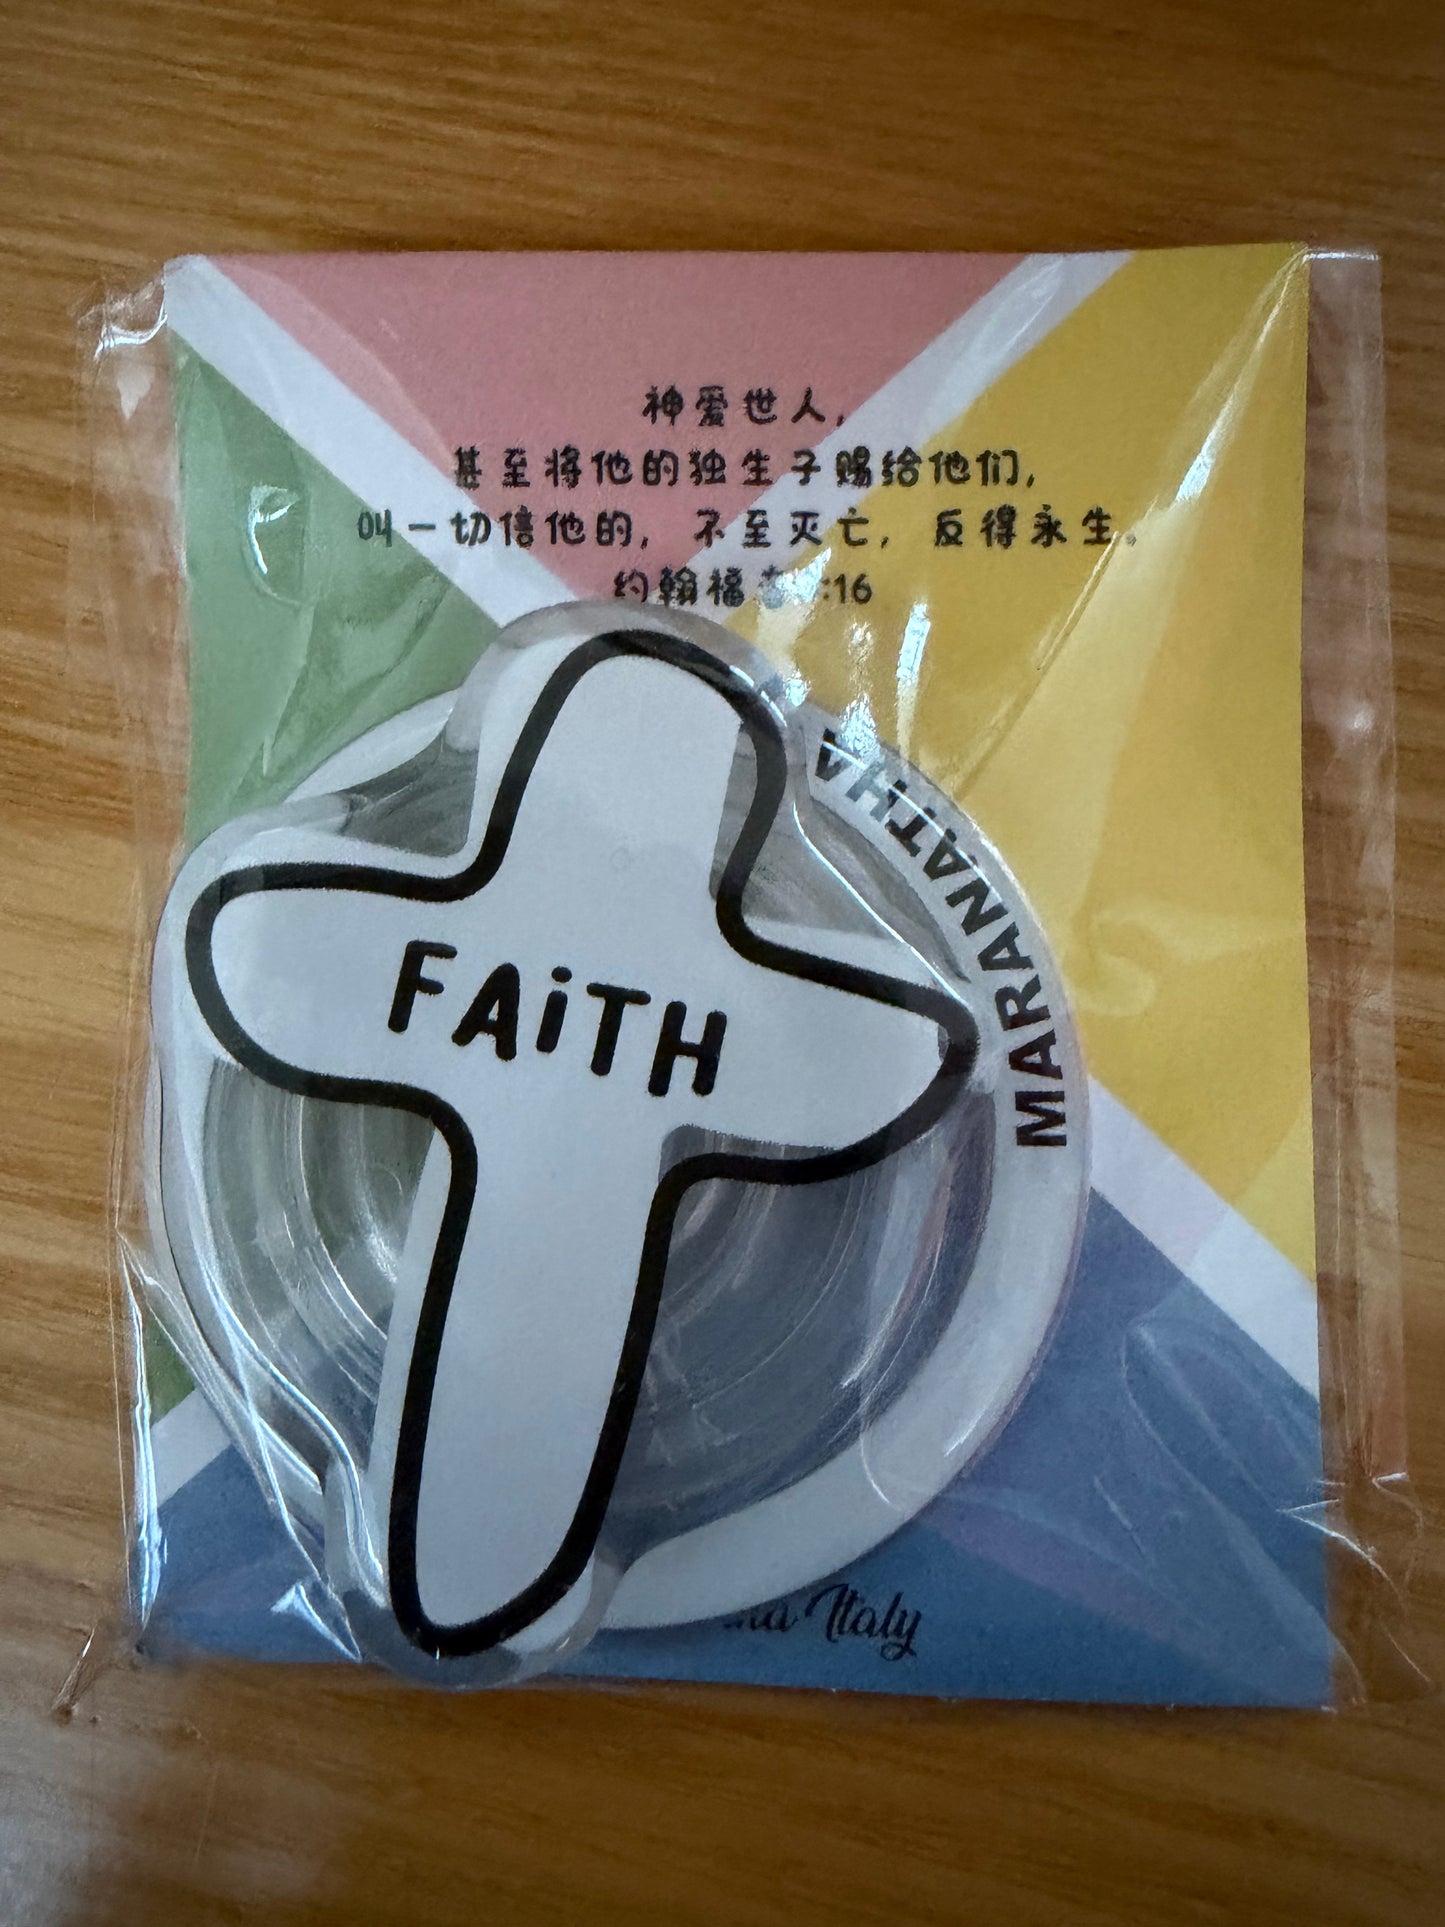 神爱世人，
甚至将他的独生子赐给他们，
叫一切信他的，不至灭亡，反得永生。
约翰福 :16
MARANATHA
FAiTH
Italy